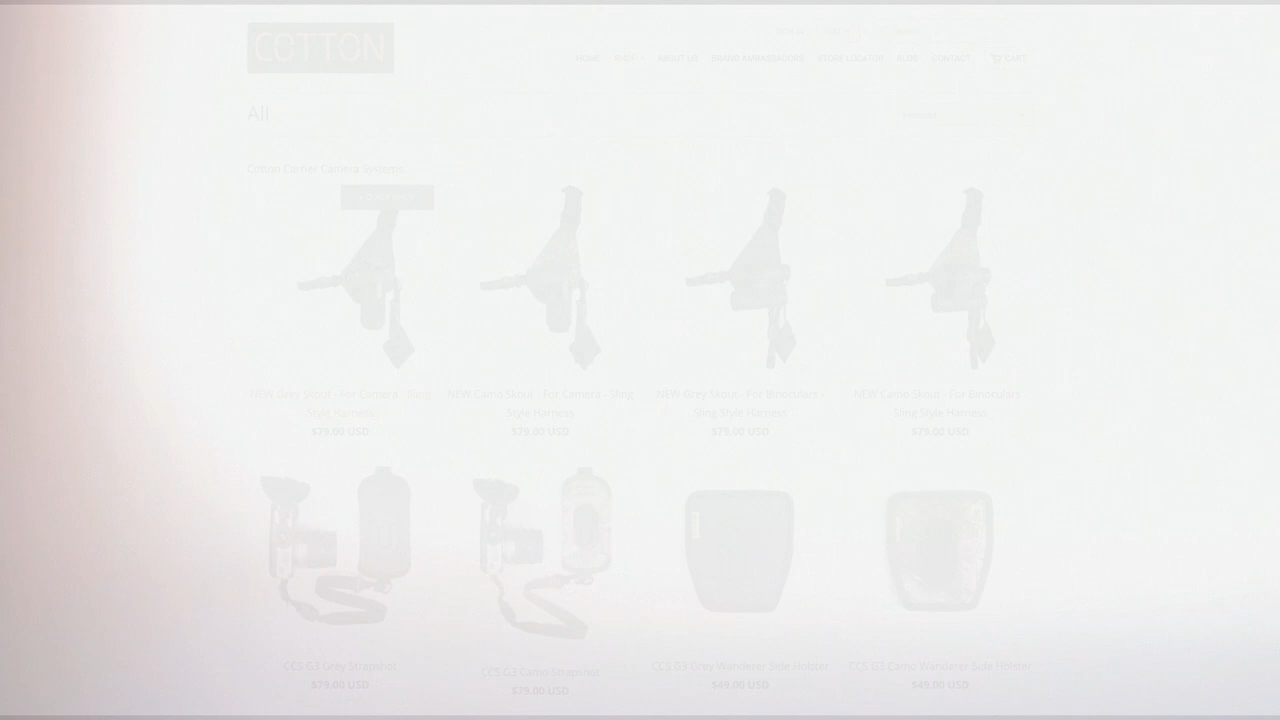 COTTON
HOME SHOP ABOUT US BRAND AMBASSADORS STORE LOCATOR BLOG CONTACT CART
All
Cotton Carrier Camera Systems
NEW Grey Skout - For Camera - Sling Style Harness
$79.00 USD
NEW Camo Skout - For Camera - Sling Style Harness
$79.00 USD
NEW Grey Skout - For Binoculars - Sling Style Harness
$79.00 USD
NEW Camo Skout - For Binoculars - Sling Style Harness
$79.00 USD
CCS G3 Grey Strapshot
$79.00 USD
CCS G3 Camo Strapshot
$79.00 USD
CCS G3 Grey Wanderer Side Holster
$49.00 USD
CCS G3 Camo Wanderer Side Holster
$49.00 USD